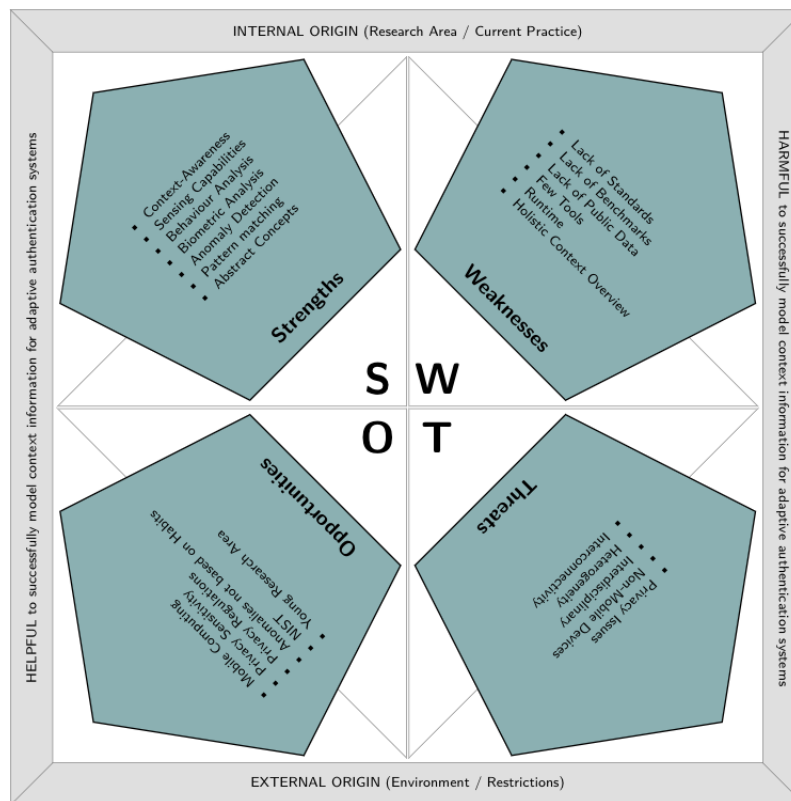 INTERNAL ORIGIN (Research Area / Current Practice)
HELPFUL to successfully model context information for adaptive authentication systems
HARMFUL to successfully model context information for adaptive authentication systems
Context-Awareness
Sensing Capabilities
Behaviour Analysis
Biometric Analysis
Anomaly Detection
Pattern matching
Abstract Concepts
Strengths
Lack of Standards
Lack of Benchmarks
Lack of Public Data
Few Tools
Runtime
Holistic Context Overview
Weaknesses
S W
O T
Mobile Computing
Privacy Sensitivity
Privacy Regulations
Anomalies not based on Habits
NIST
Young Research Area
Opportunities
Privacy Issues
Non-Mobile Devices
Interdisciplinary
Heterogeneity
Interconnectivity
Threats
EXTERNAL ORIGIN (Environment / Restrictions)